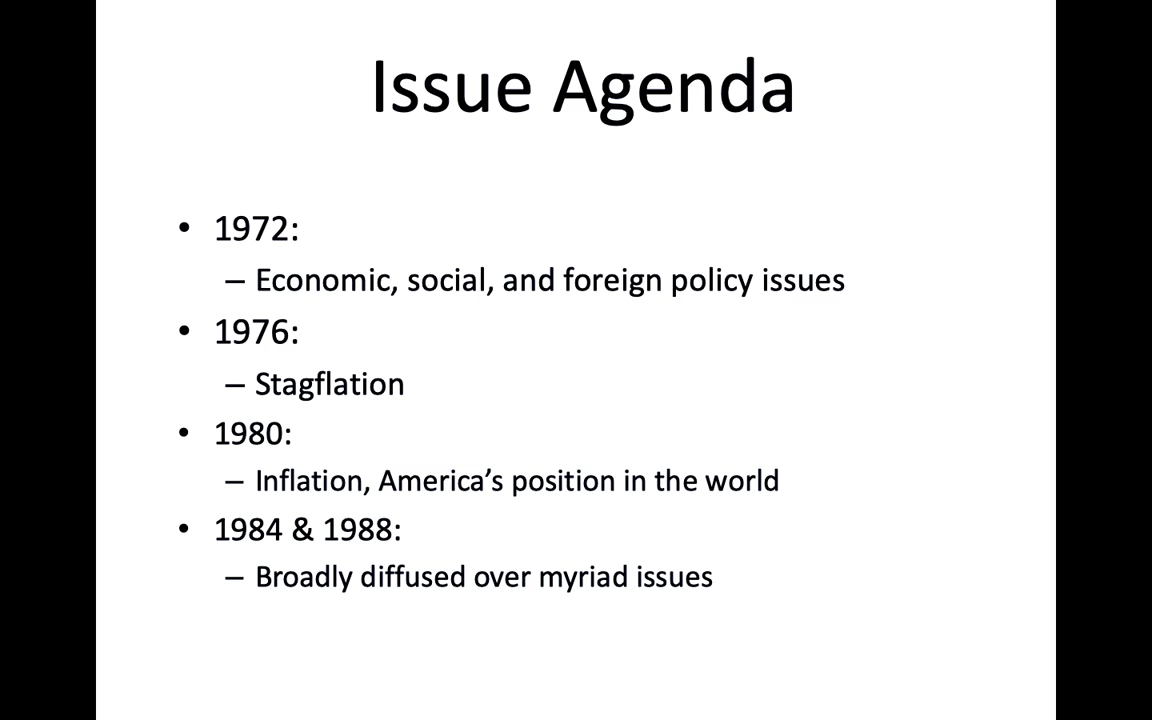 Issue Agenda
• 1972:
– Economic, social, and foreign policy issues
• 1976:
– Stagflation
• 1980:
– Inflation, America’s position in the world
• 1984 & 1988:
– Broadly diffused over myriad issues